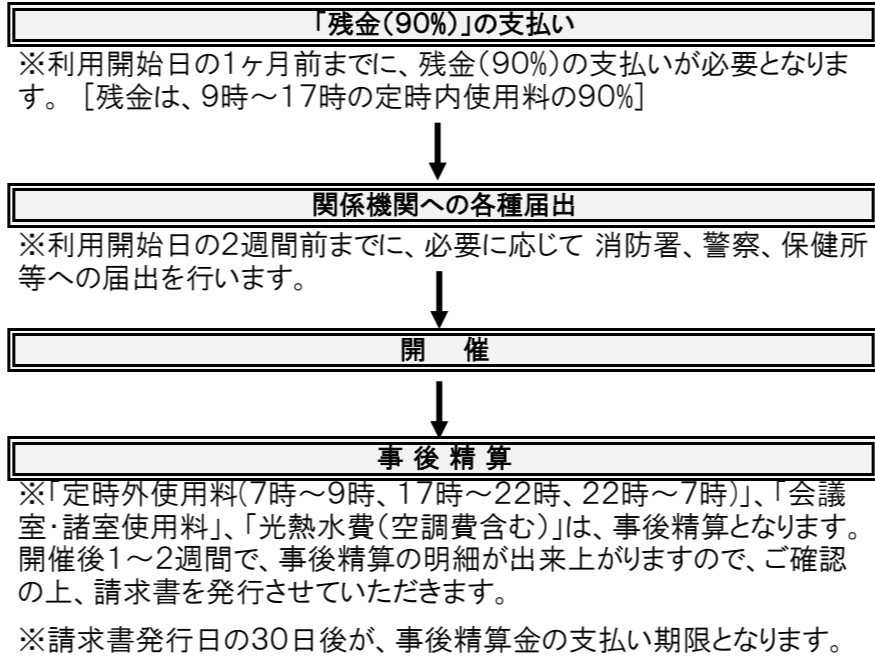 「残金(90%)」の支払い
※利用開始日の1ヶ月前までに、残金(90%)の支払いが必要となりま
す。 [残金は、9時～17時の定時内使用料の90%]
関係機関への各種届出
※利用開始日の2週間前までに、必要に応じて 消防署、警察、保健所
等への届出を行います。
開 催
事 後 精 算
※「定時外使用料(7時～9時、17時～22時、22時～7時)」、「会議
室・諸室使用料」、「光熱水費(空調費含む)」は、事後精算となります。
開催後1～2週間で、事後精算の明細が出来上がりますので、ご確認
の上、請求書を発行させていただきます。
※請求書発行日の30日後が、事後精算金の支払い期限となります。